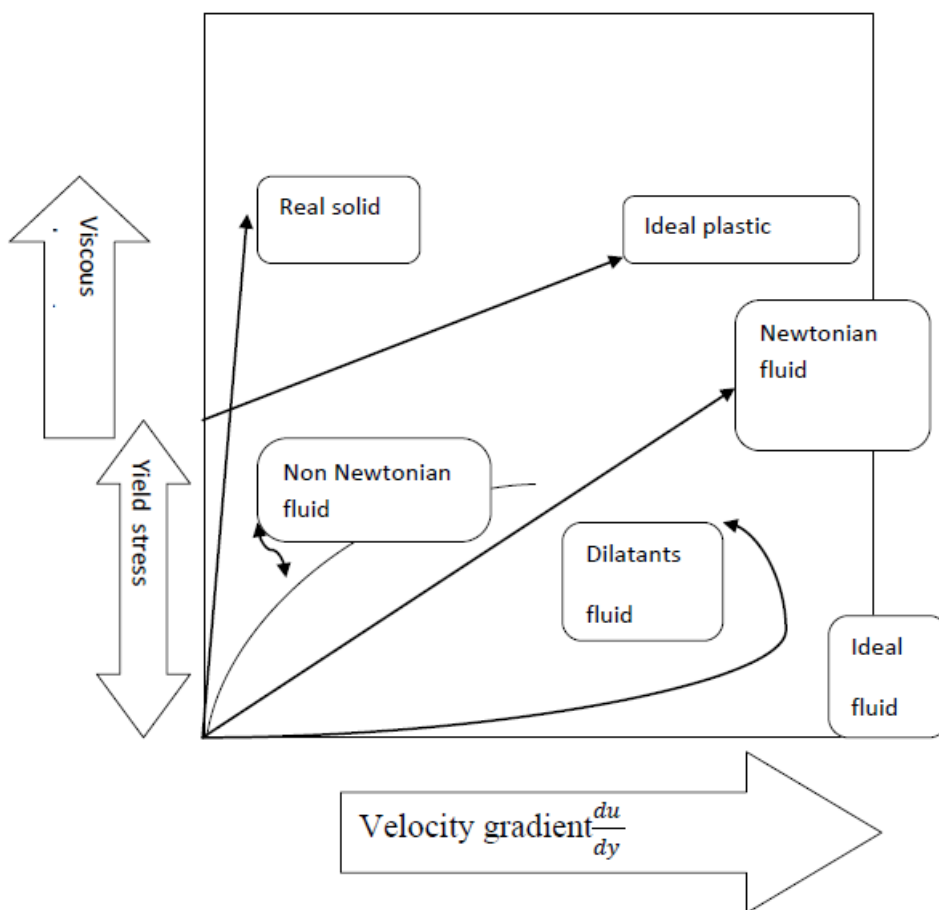 Real solid
Ideal plastic
Viscous
Newtonian
fluid
Non Newtonian
fluid
Yield stress
Dilatants
fluid
Ideal
fluid
Velocity gradient du/dy